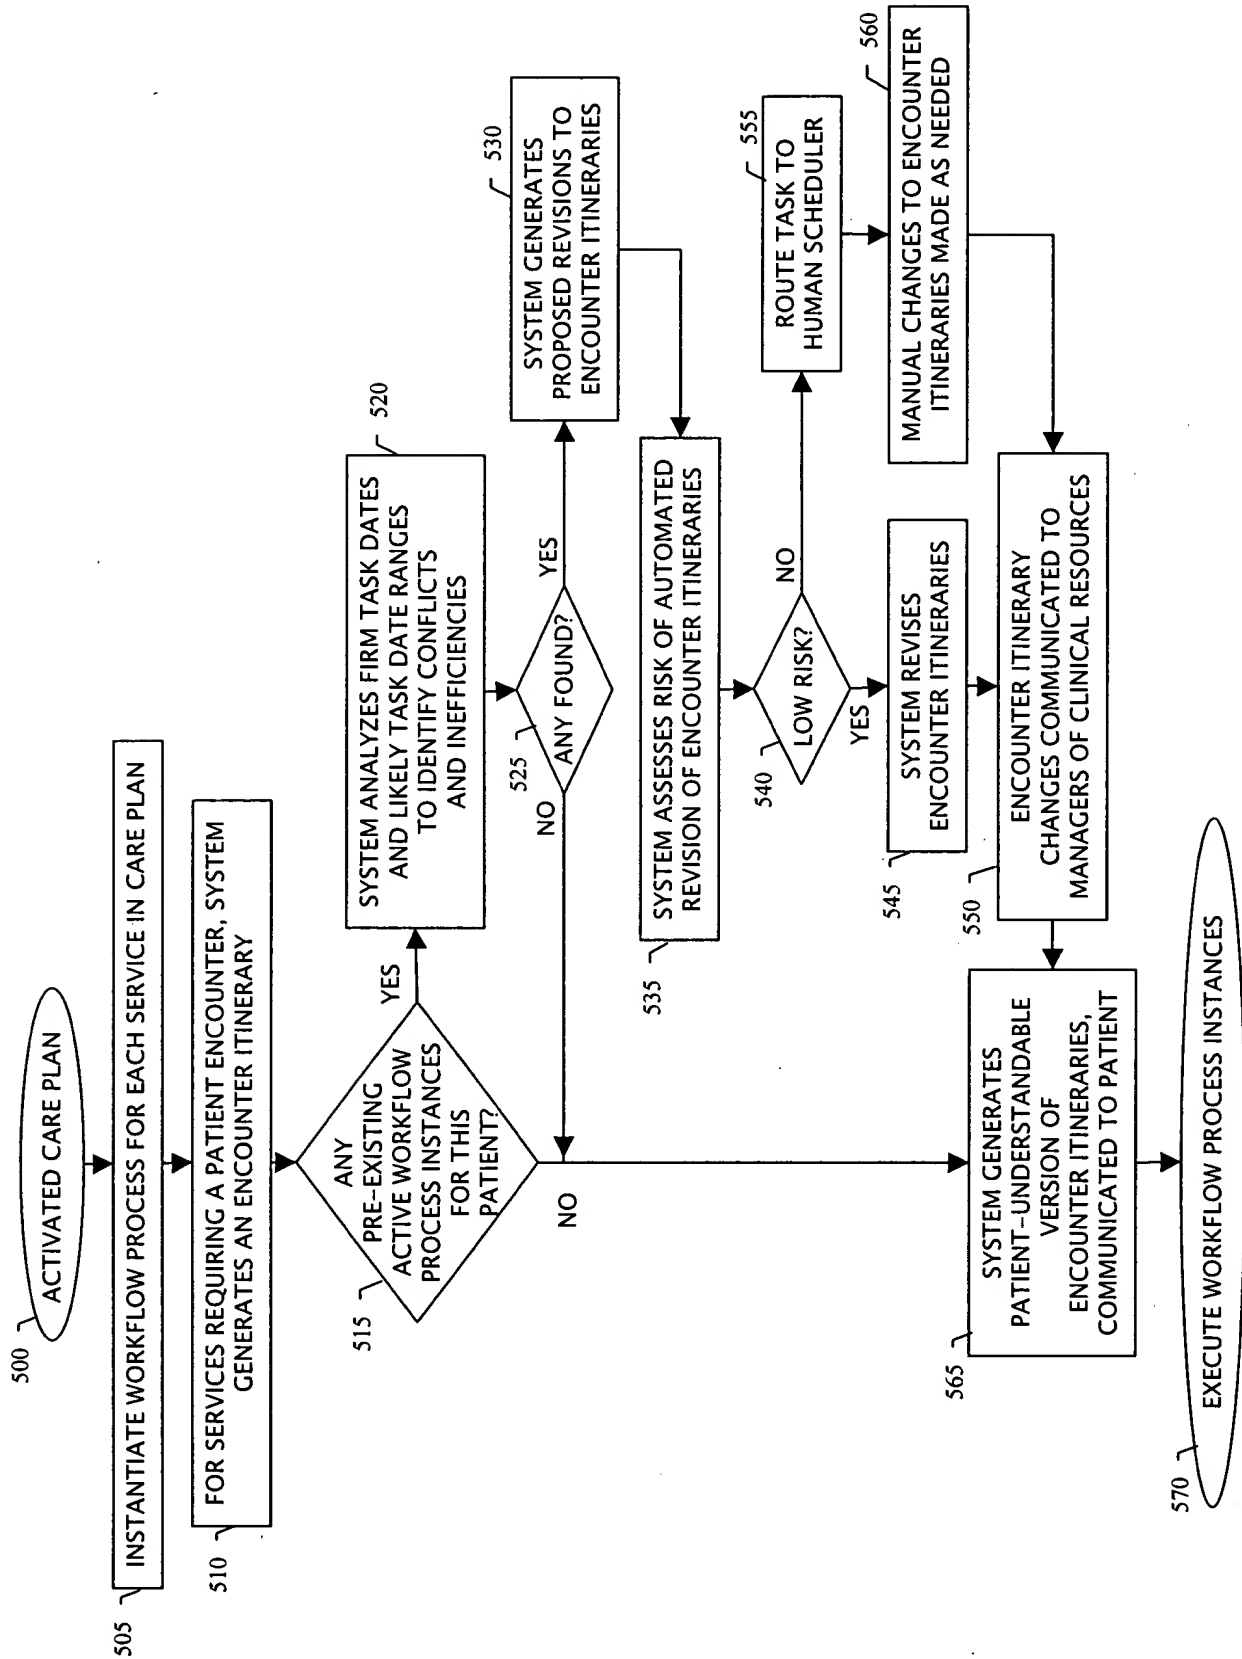 500
ACTIVATED CARE PLAN
505
INSTANTIATE WORKFLOW PROCESS FOR EACH SERVICE IN CARE PLAN
510
FOR SERVICES REQUIRING A PATIENT ENCOUNTER, SYSTEM
GENERATES AN ENCOUNTER ITINERARY
515
ANY
PRE-EXISTING
ACTIVE WORKFLOW
PROCESS INSTANCES
FOR THIS
PATIENT?
YES
NO
520
SYSTEM ANALYZES FIRM TASK DATES
AND LIKELY TASK DATE RANGES
TO IDENTIFY CONFLICTS
AND INEFFICIENCIES
525
ANY FOUND?
NO
YES
530
SYSTEM GENERATES
PROPOSED REVISIONS TO
ENCOUNTER ITINERARIES
535
SYSTEM ASSESSES RISK OF AUTOMATED
REVISION OF ENCOUNTER ITINERARIES
540
LOW RISK?
NO
YES
555
ROUTE TASK TO
HUMAN SCHEDULER
560
MANUAL CHANGES TO ENCOUNTER
ITINERARIES MADE AS NEEDED
545
SYSTEM REVISES
ENCOUNTER ITINERARIES
550
ENCOUNTER ITINERARY
CHANGES COMMUNICATED TO
MANAGERS OF CLINICAL RESOURCES
565
SYSTEM GENERATES
PATIENT-UNDERSTANDABLE
VERSION OF
ENCOUNTER ITINERARIES,
COMMUNICATED TO PATIENT
570
EXECUTE WORKFLOW PROCESS INSTANCES